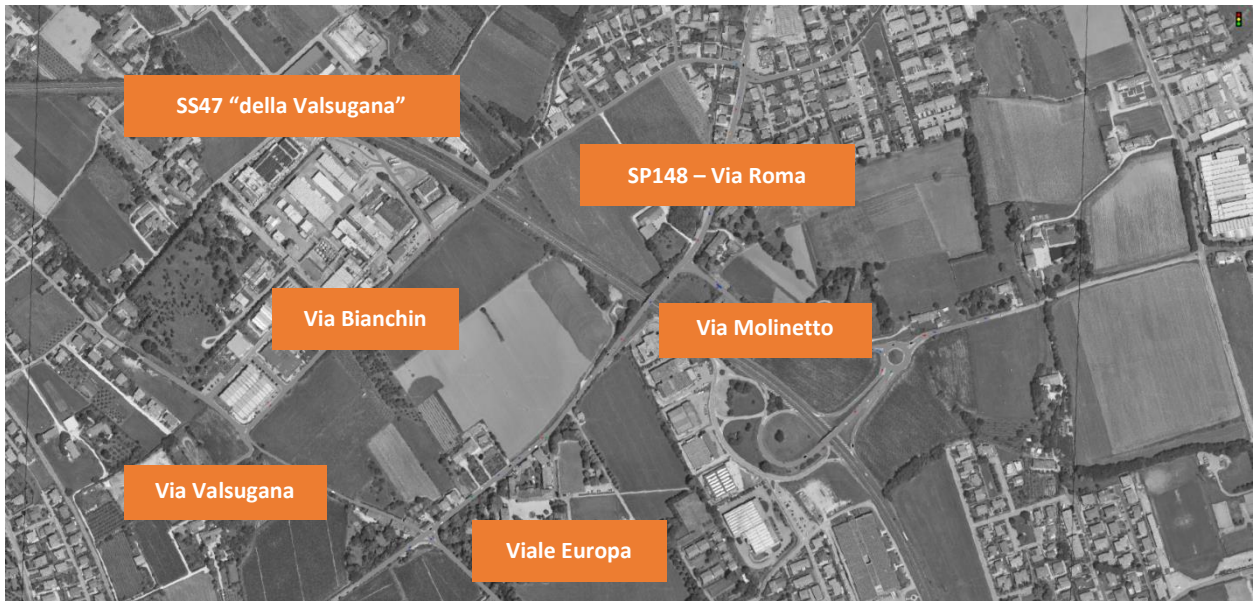 SS47 “della Valsugana”
SP148 – Via Roma
Via Bianchin
Via Molinetto
Via Valsugana
Viale Europa